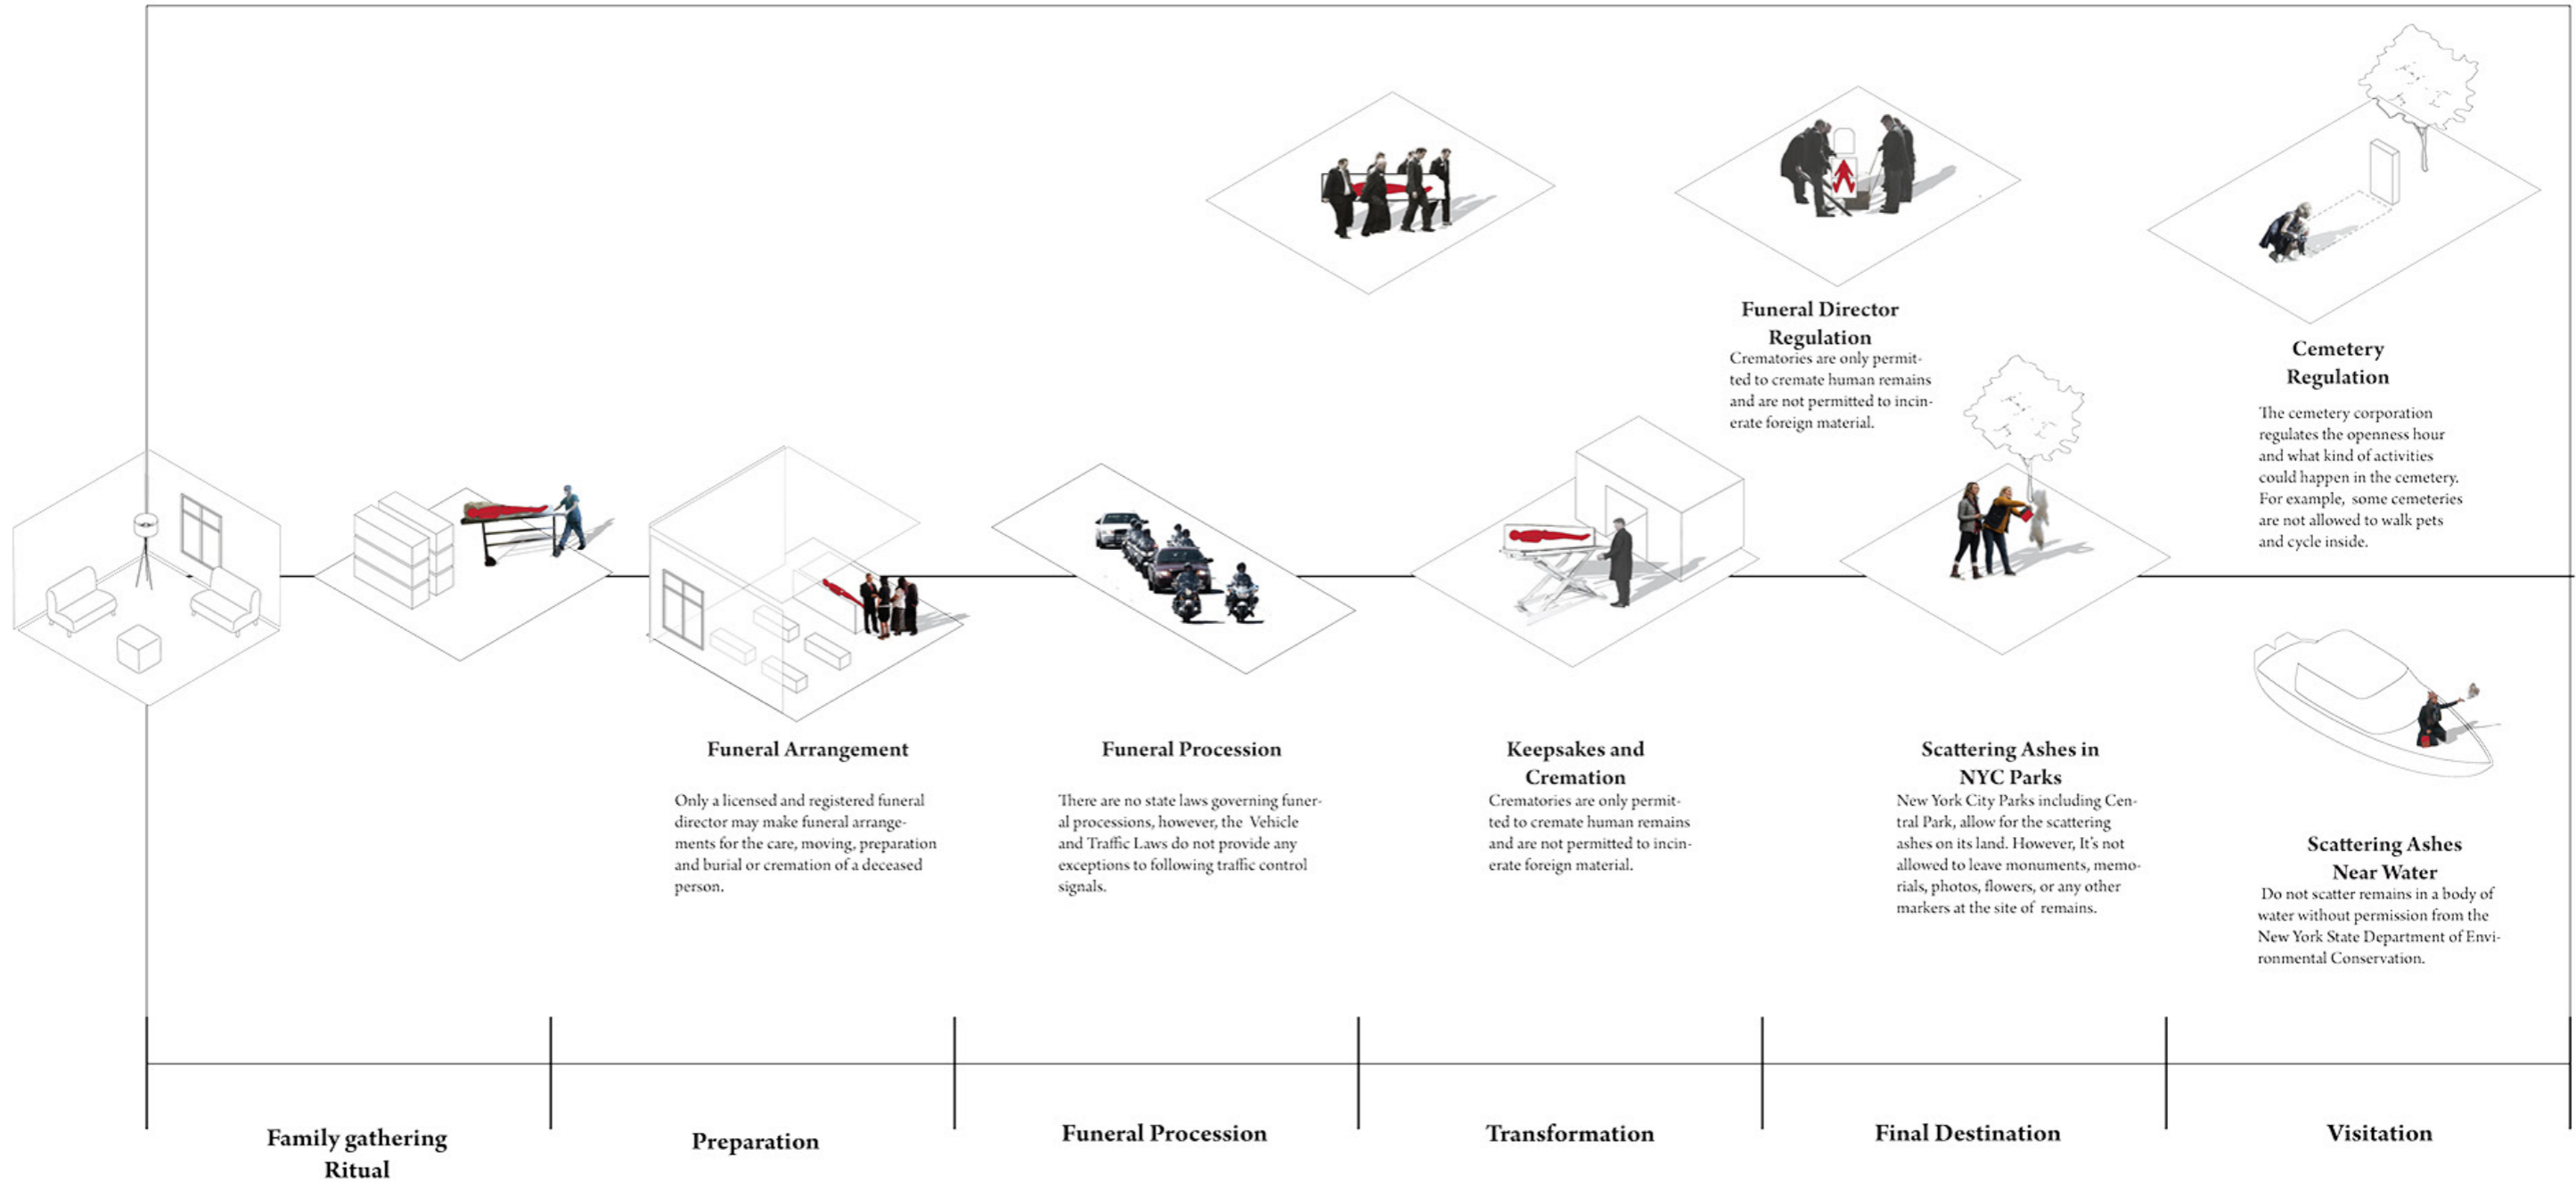 Funeral Director
Regulation
Crematories are only permit-
ted to cremate human remains
and are not permitted to incin-
erate foreign material.
Cemetery
Regulation
The cemetery corporation
regulates the openness hour
and what kind of activities
could happen in the cemetery.
For example, some cemeteries
are not allowed to walk pets
and cycle inside.
Funeral Arrangement
Only a licensed and registered funeral
director may make funeral arrange-
ments for the care, moving, preparation
and burial or cremation of a deceased
person.
Funeral Procession
There are no state laws governing funer-
al processions, however, the Vehicle
and Traffic Laws do not provide any
exceptions to following traffic control
signals.
Keepsakes and
Cremation
Crematories are only permit-
ted to cremate human remains
and are not permitted to incin-
erate foreign material.
Scattering Ashes in
NYC Parks
New York City Parks including Cen-
tral Park, allow for the scattering
ashes on its land. However, It's not
allowed to leave monuments, memo-
rials, photos, flowers, or any other
markers at the site of remains.
Scattering Ashes
Near Water
Do not scatter remains in a body of
water without permission from the
New York State Department of Envi-
ronmental Conservation.
Family gathering
Ritual
Preparation
Funeral Procession
Transformation
Final Destination
Visitation